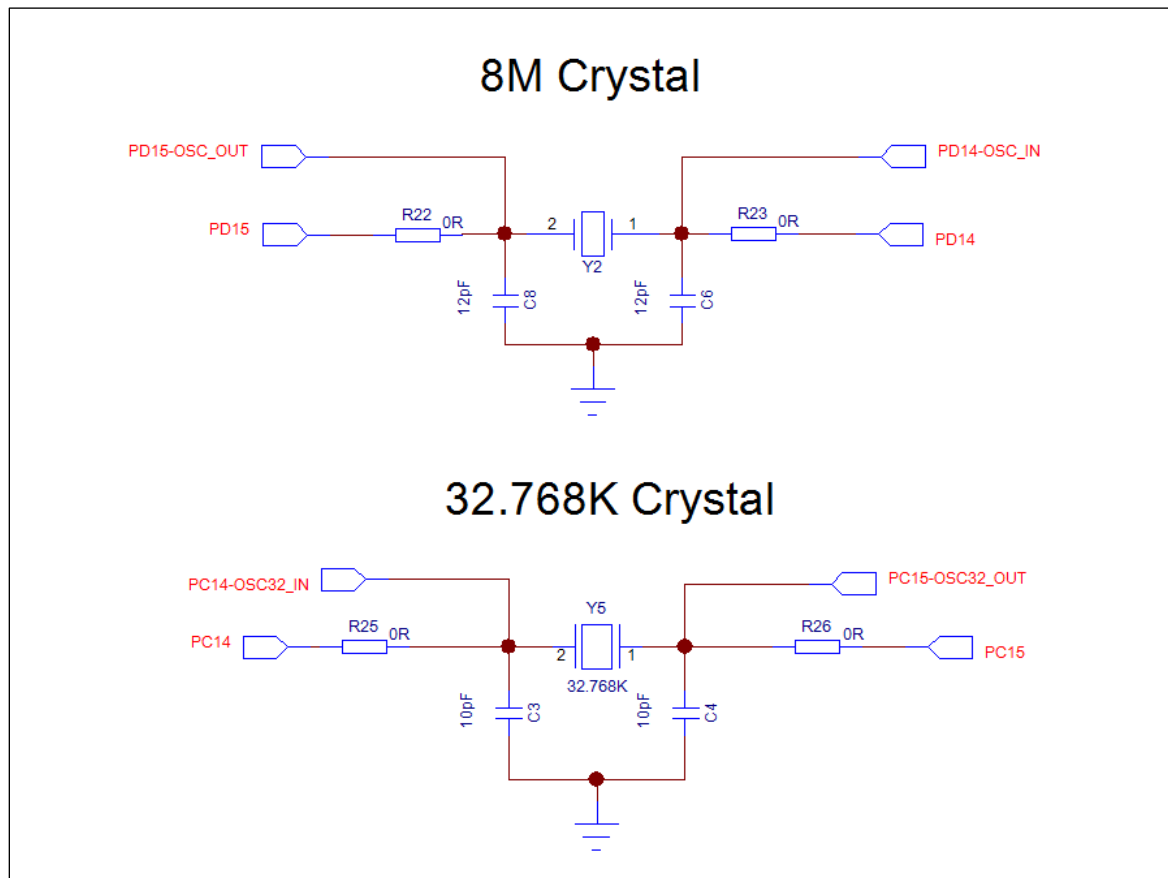 8M Crystal
PD15-OSC_OUT
PD14-OSC_IN
PD15
R22
0R
2
1
Y2
R23
0R
PD14
12pF
C8
12pF
C6
32.768K Crystal
PC14-OSC32_IN
PC15-OSC32_OUT
PC14
R25
0R
Y5
2
1
32.768K
R26
0R
PC15
10pF
C3
10pF
C4